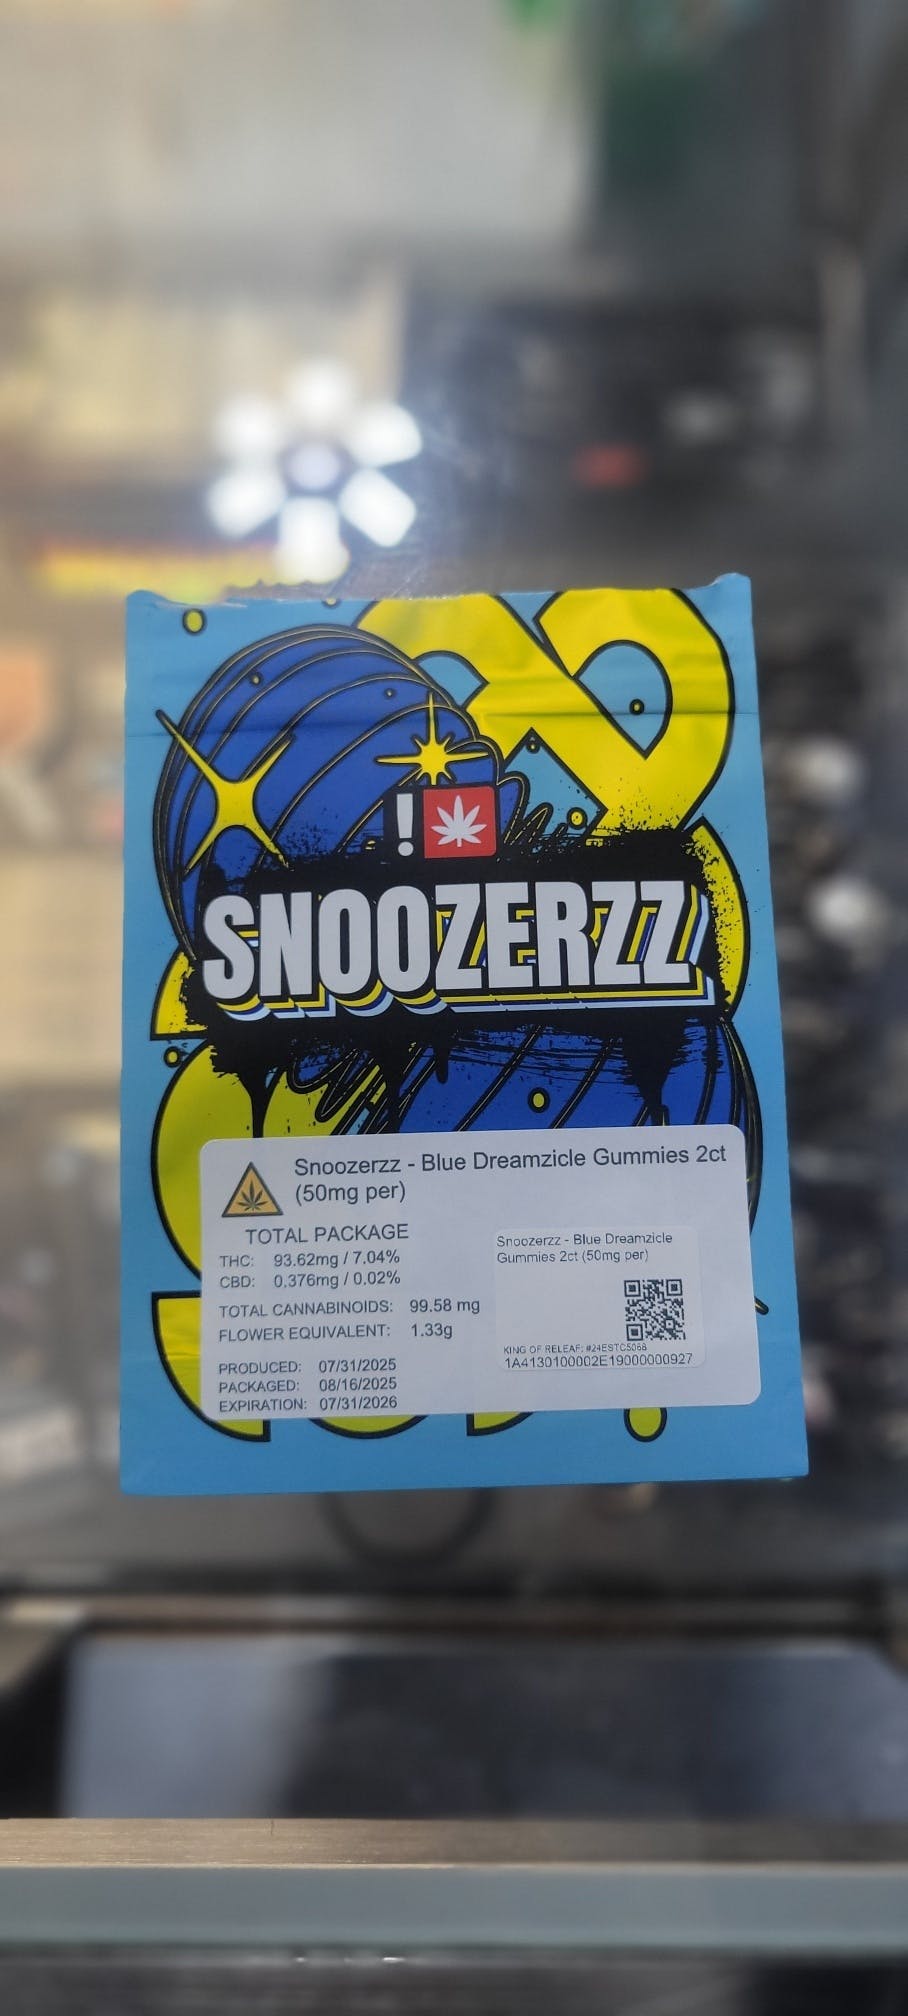 !
SNOOZERZZ
Snoozerzz - Blue Dreamzicle Gummies 2ct
(50mg per)
TOTAL PACKAGE
THC: 93.62mg / 7.04%
CBD: 0.376mg / 0.02%
TOTAL CANNABINOIDS: 99.58 mg
FLOWER EQUIVALENT: 1.33g
PRODUCED: 07/31/2025
PACKAGED: 08/16/2025
EXPIRATION: 07/31/2026
Snoozerzz - Blue Dreamzicle
Gummies 2ct (50mg per)
KING OF RELEAF: #24ESTC5068
1A4130100002E19000000927